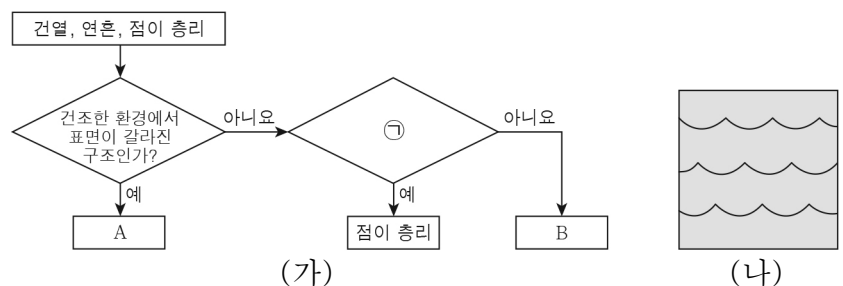 건열, 연흔, 점이 층리
건조한 환경에서
표면이 갈라진
구조인가?
아니요
㉠
아니요
예
예
A
점이 층리
B
(가)
(나)